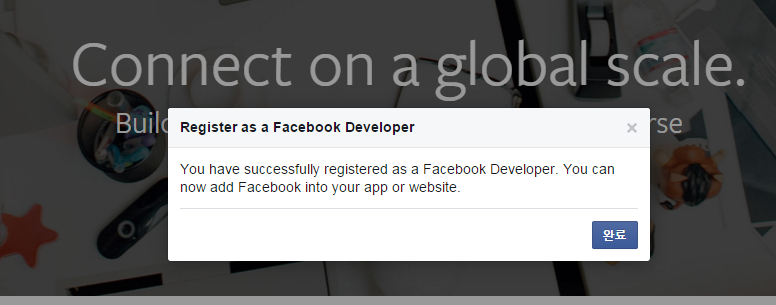 Connect on a global scale.
Register as a Facebook Developer
×
You have successfully registered as a Facebook Developer. You can
now add Facebook into your app or website.
완료